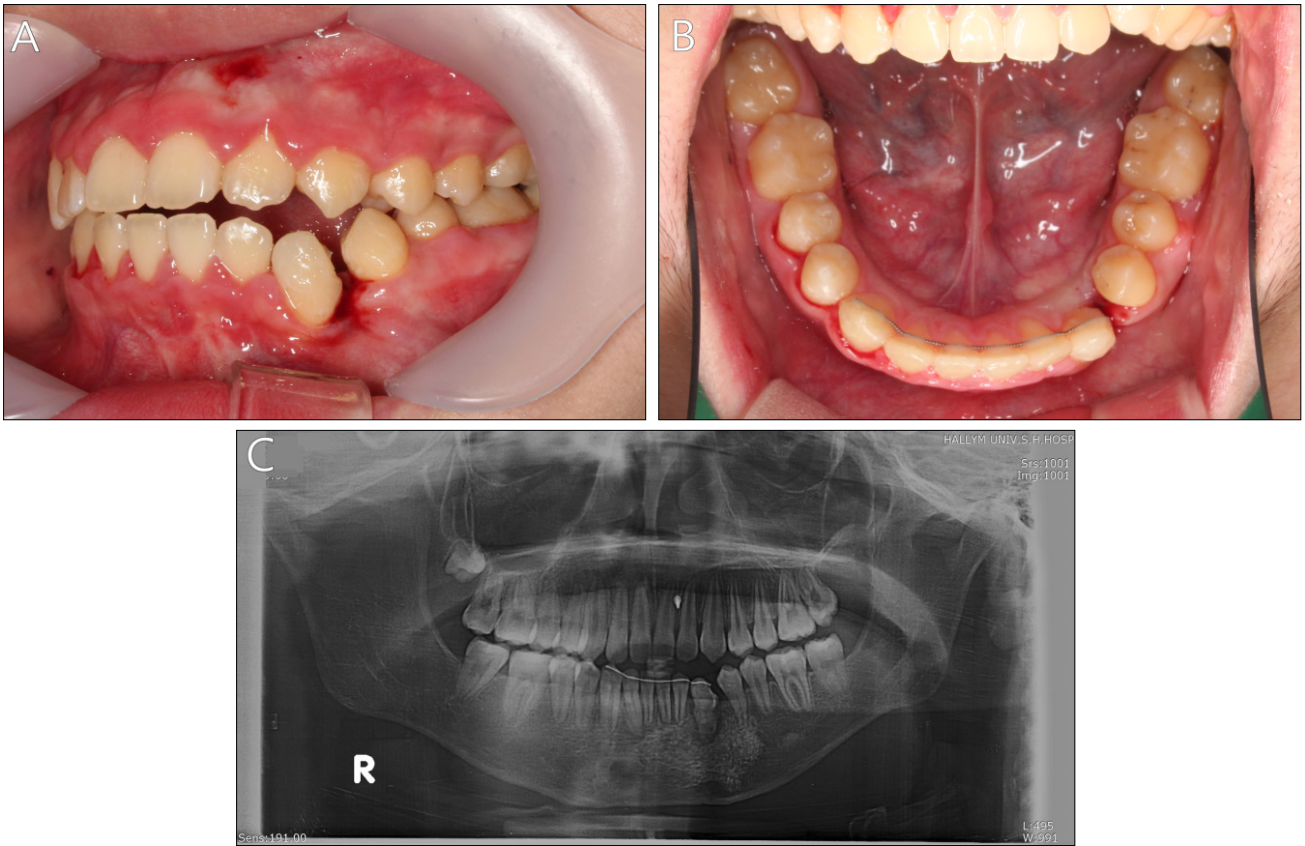 A
B
C
HALLYM UNIV.S.H.HOSP
Srs:1001
Img:1001
R
Sens:191.00
L:495
W:991